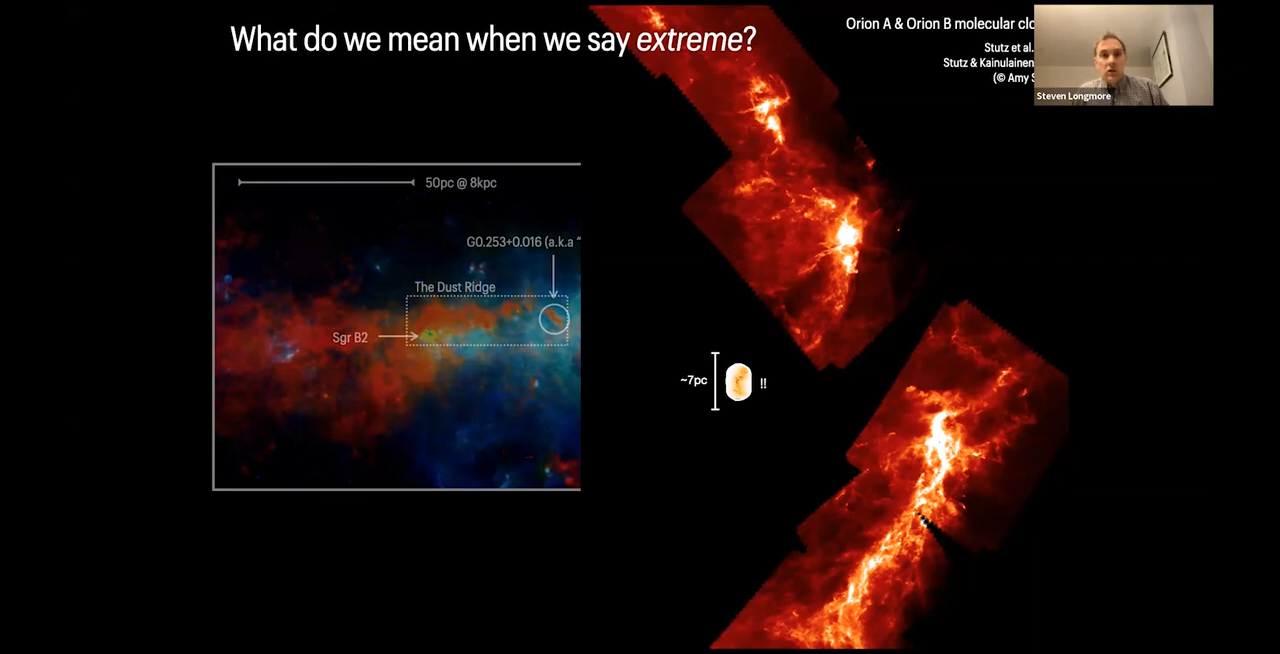 What do we mean when we say extreme?
Orion A & Orion B molecular clo
Stutz et al.
Stutz & Kainulainen
(© Amy S
Steven Longmore
50pc @ 8kpc
G0.253+0.016 (a.k.a “
The Dust Ridge
Sgr B2
~7pc
!!